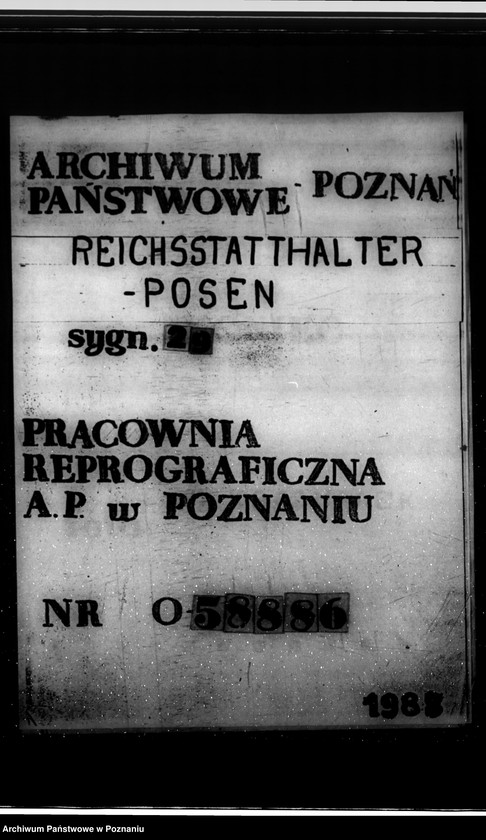 ARCHIWUM
PAŃSTWOWE - POZNAŃ
REICHSSTATTHALTER
-POSEN
sygn.
PRACOWNIA
REPROGRAFICZNA
A.P. w POZNANIU
NR O-58886
Archiwum Państwowe w Poznaniu